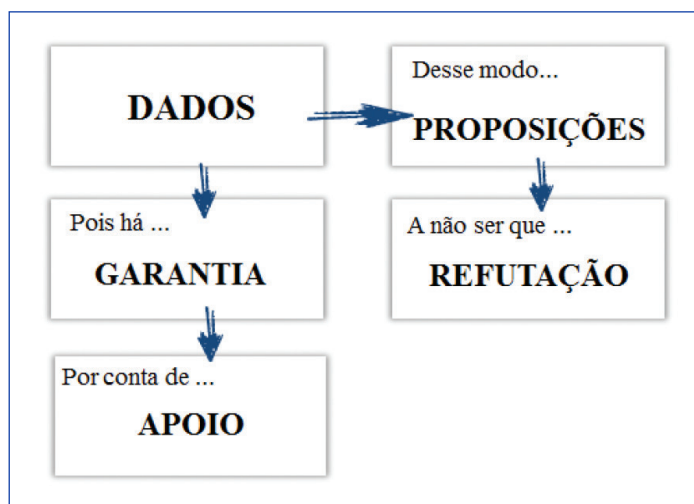 DADOS
Desse modo...
PROPOSIÇÕES
Pois há ...
GARANTIA
A não ser que ...
REFUTAÇÃO
Por conta de ...
APOIO